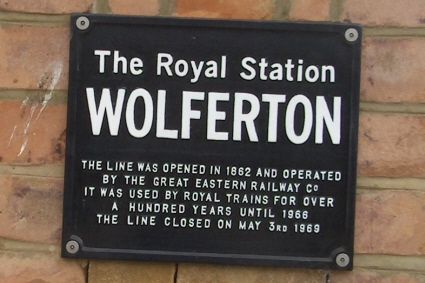 The Royal Station
WOLFERTON
THE LINE WAS OPENED IN 1862 AND OPERATED
BY THE GREAT EASTERN RAILWAY Co
IT WAS USED BY ROYAL TRAINS FOR OVER
A HUNDRED YEARS UNTIL 1966
THE LINE CLOSED ON MAY 3RD 1969